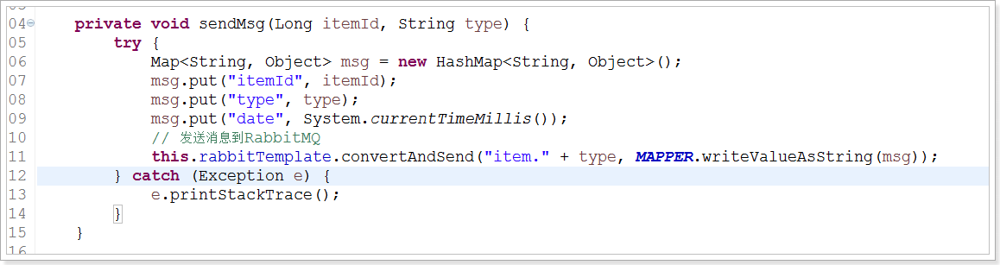 04 private void sendMsg(Long itemId, String type) {
05 try {
06 Map<String, Object> msg = new HashMap<String, Object>();
07 msg.put("itemId", itemId);
08 msg.put("type", type);
09 msg.put("date", System.currentTimeMillis());
10 // 发送消息到RabbitMQ
11 this.rabbitTemplate.convertAndSend("item." + type, MAPPER.writeValueAsString(msg));
12 } catch (Exception e) {
13 e.printStackTrace();
14 }
15 }